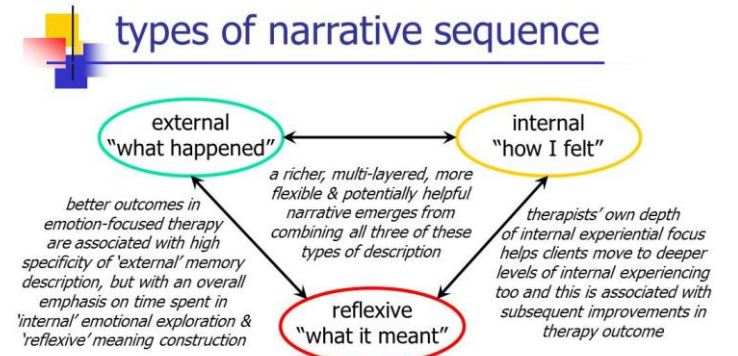 types of narrative sequence
external
"what happened"
internal
"how I felt"
a richer, multi-layered, more
flexible & potentially helpful
narrative emerges from
combining all three of these
types of description
better outcomes in
emotion-focused therapy
are associated with high
specificity of 'external' memory
description, but with an overall
emphasis on time spent in
'internal' emotional exploration &
'reflexive' meaning construction
therapists' own depth
of internal experiential focus
helps clients move to deeper
levels of internal experiencing
too and this is associated with
subsequent improvements in
therapy outcome
reflexive
"what it meant"